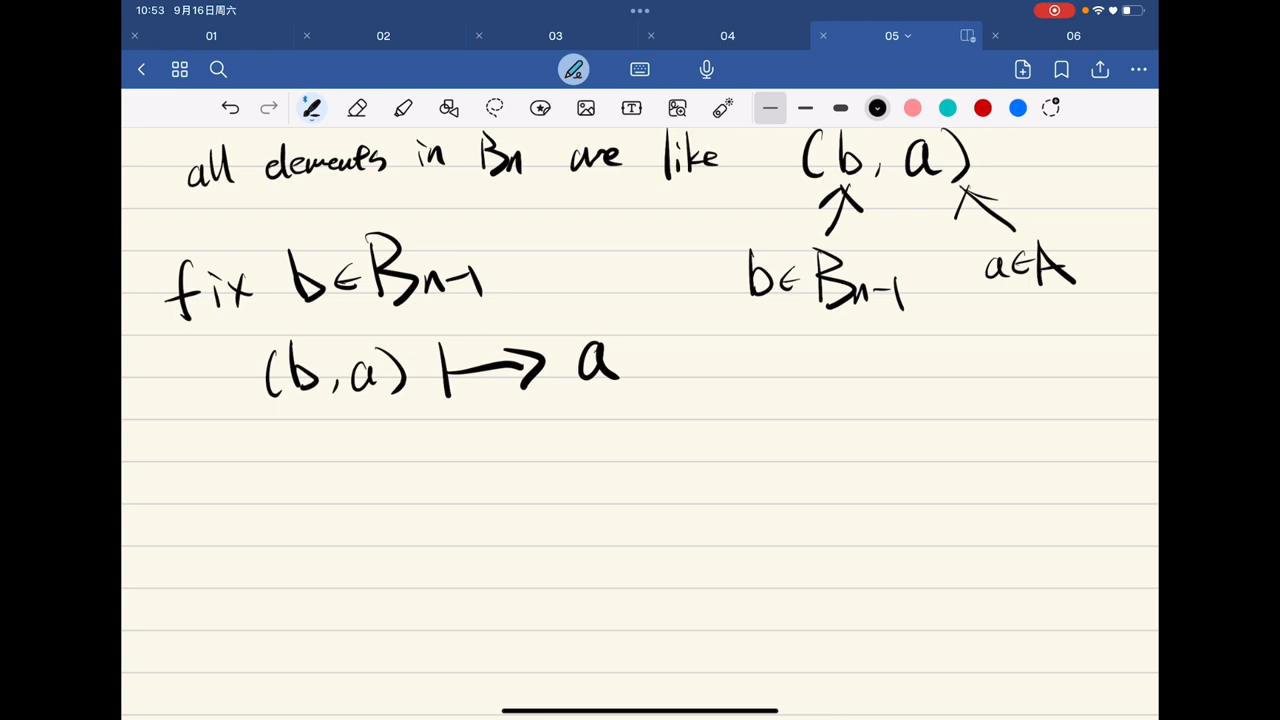 10:53 9月16日周六
01 02 03 04 05 06
all elements in Bn are like (b, a)
b∈Bn-1 a∈A
fix b∈Bn-1
(b, a) ↦ a